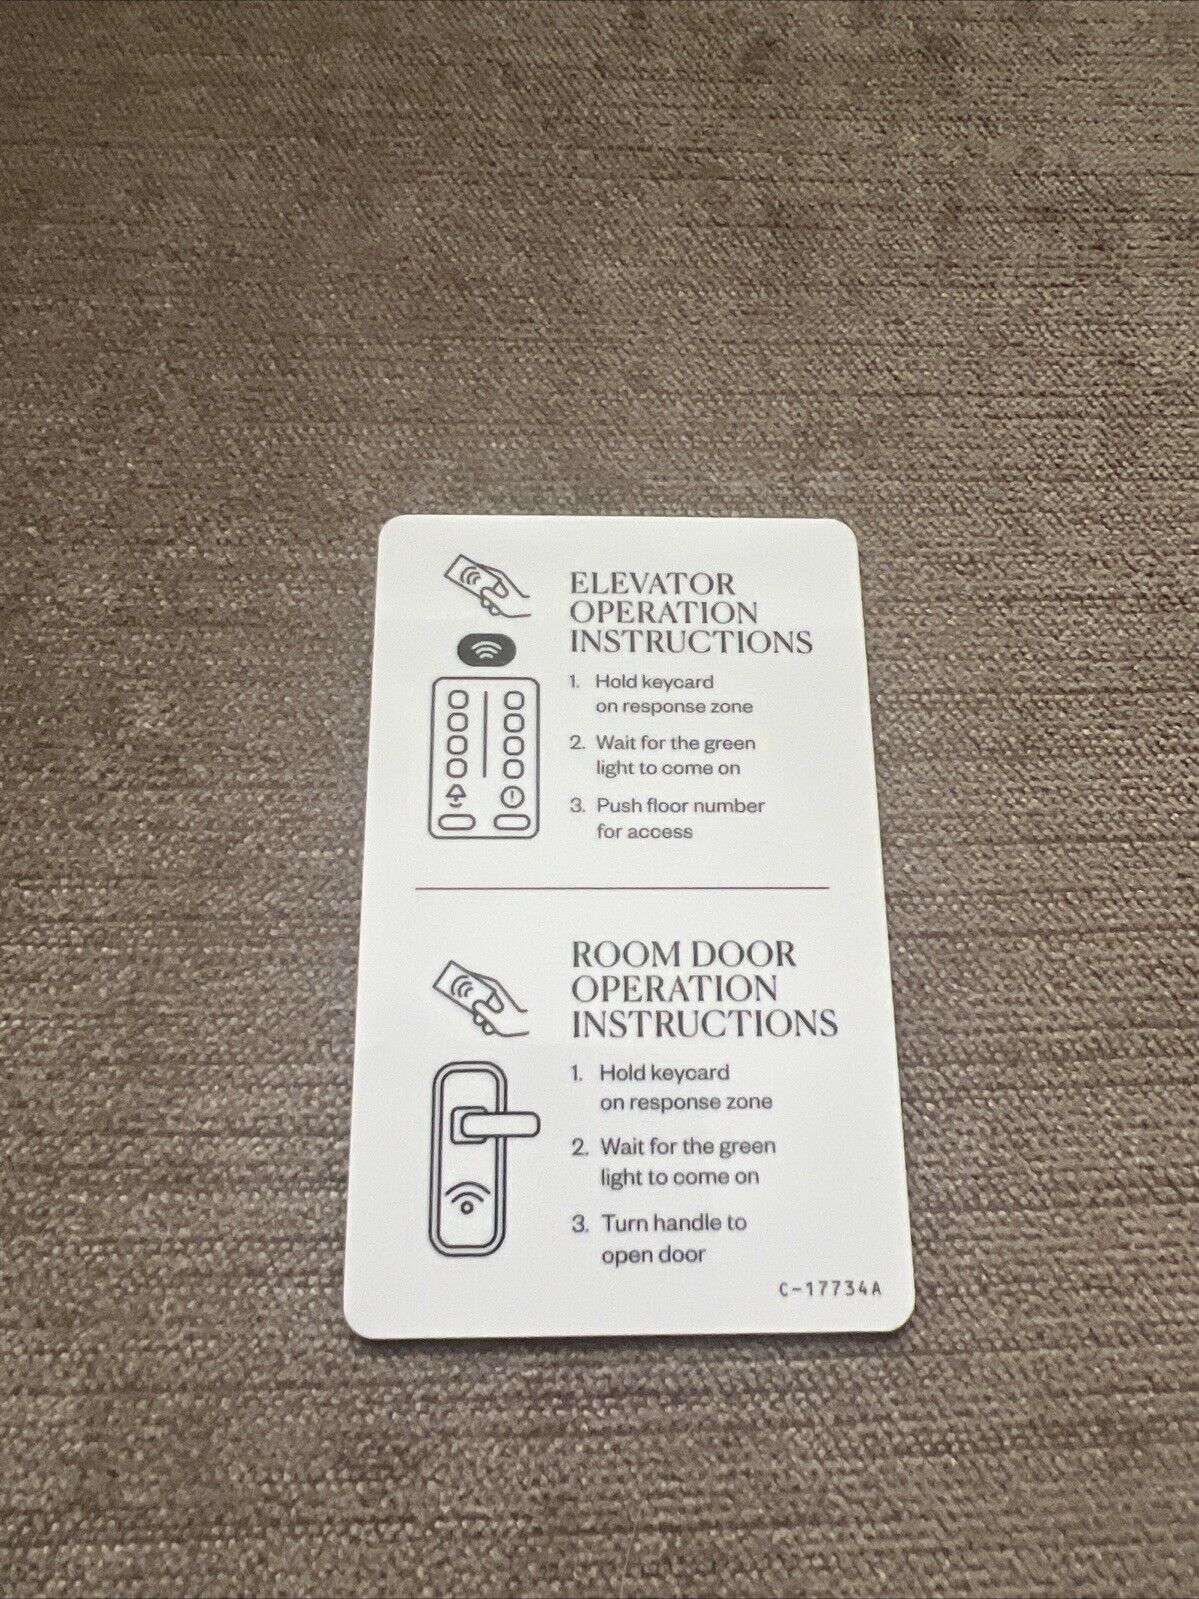 ELEVATOR
OPERATION
INSTRUCTIONS
1. Hold keycard
on response zone
2. Wait for the green
light to come on
3. Push floor number
for access
ROOM DOOR
OPERATION
INSTRUCTIONS
1. Hold keycard
on response zone
2. Wait for the green
light to come on
3. Turn handle to
open door
C-17734A